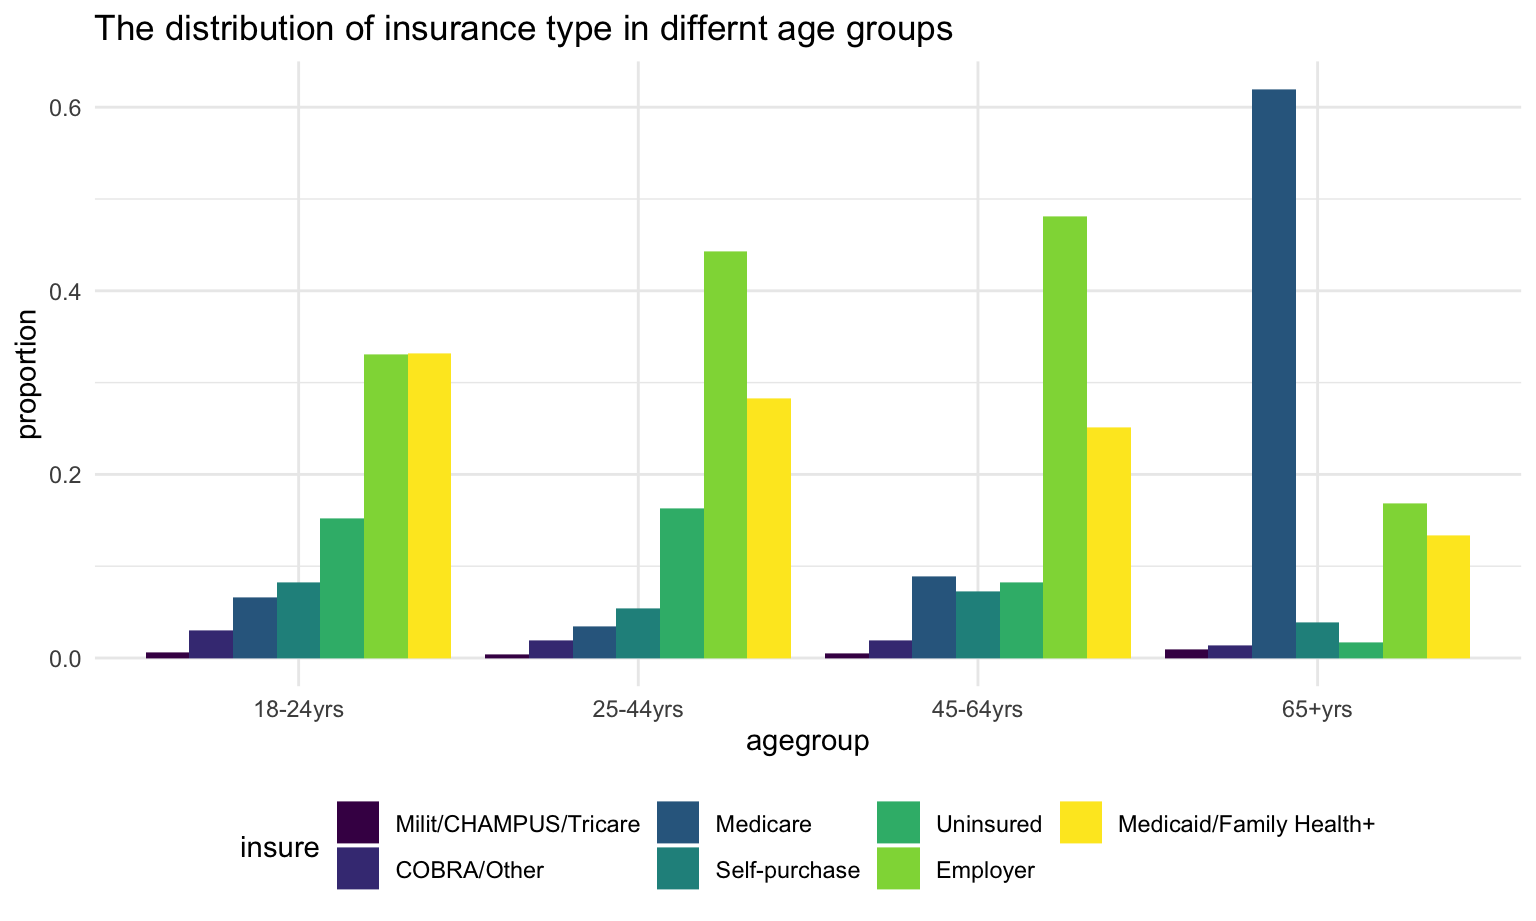 The distribution of insurance type in differnt age groups
proportion
0.6
0.4
0.2
0.0
18-24yrs 25-44yrs 45-64yrs 65+yrs
agegroup
insure
Milit/CHAMPUS/Tricare Medicare Uninsured Medicaid/Family Health+
COBRA/Other Self-purchase Employer